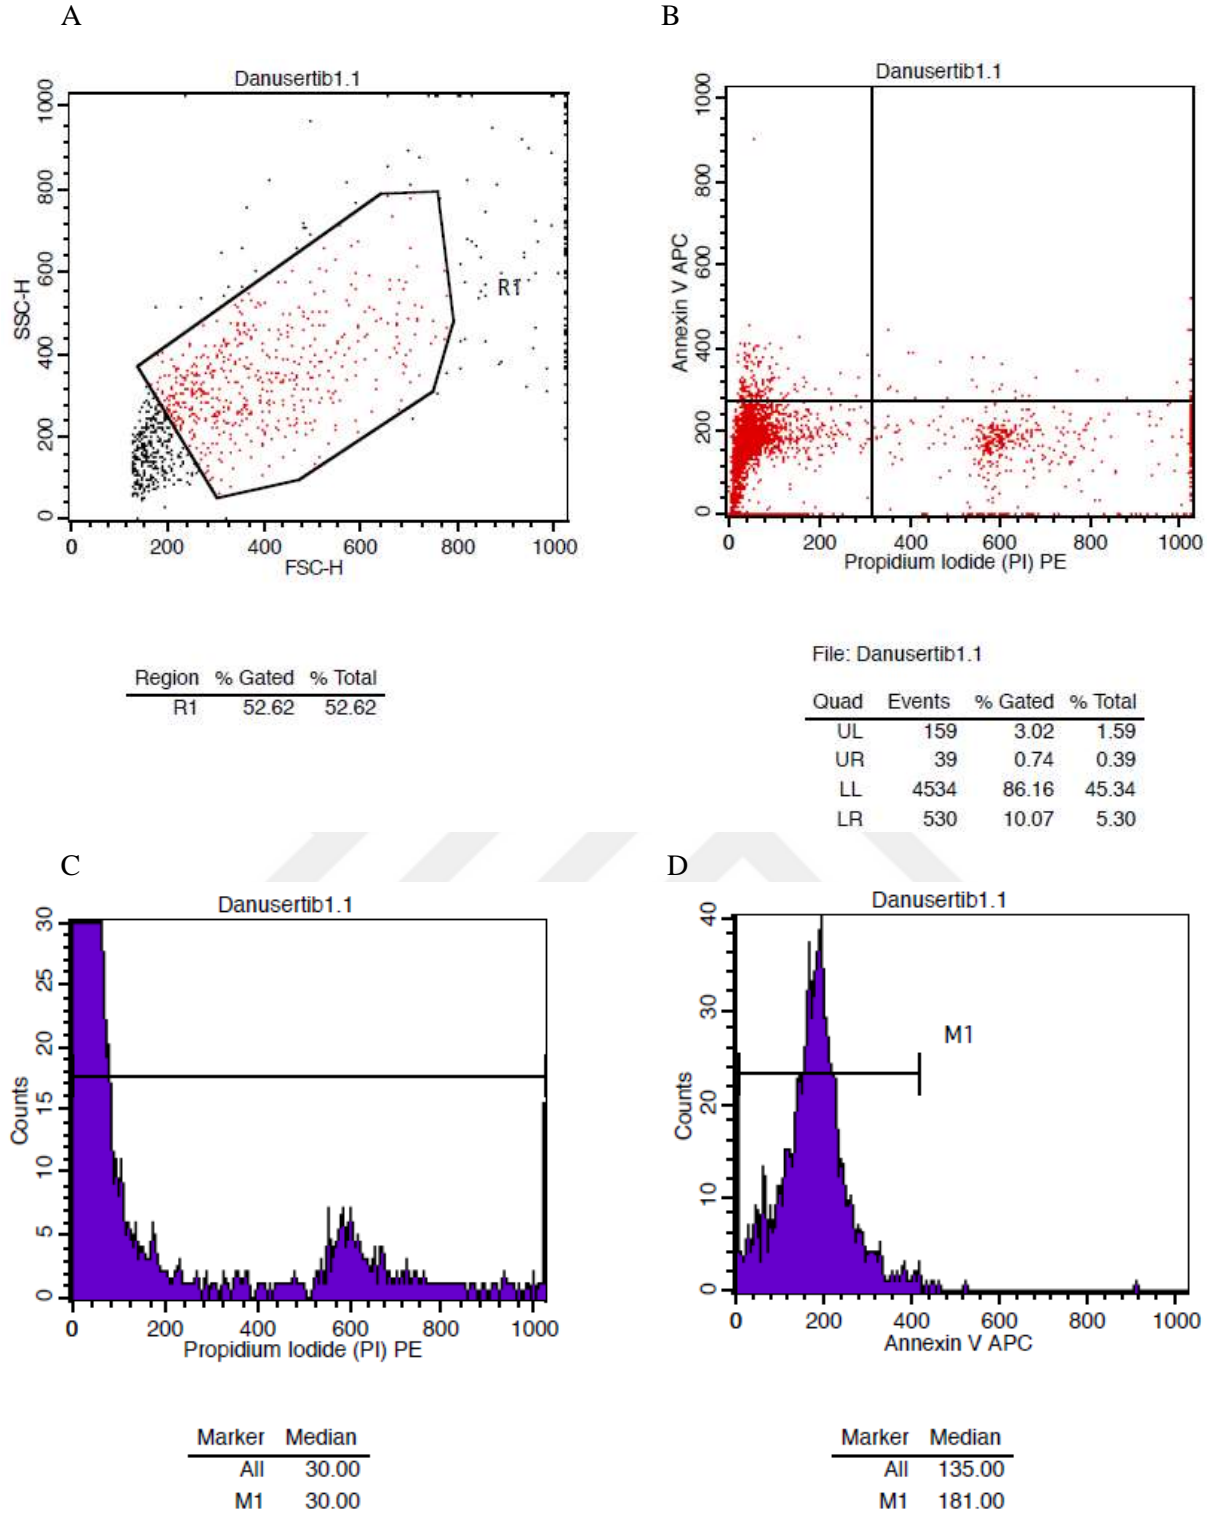 A
B
Danusertib1.1
1000
800
600
400
200
0
SSC-H
R1
0 200 400 600 800 1000
FSC-H
Danusertib1.1
1000
800
600
400
200
0
Annexin V APC
0 200 400 600 800 1000
Propidium Iodide (PI) PE
Region % Gated % Total
R1 52.62 52.62
File: Danusertib1.1
Quad Events % Gated % Total
UL 159 3.02 1.59
UR 39 0.74 0.39
LL 4534 86.16 45.34
LR 530 10.07 5.30
C
D
Danusertib1.1
30
25
20
15
10
5
0
Counts
0 200 400 600 800 1000
Propidium Iodide (PI) PE
Danusertib1.1
40
30
20
10
0
Counts
M1
0 200 400 600 800 1000
Annexin V APC
Marker Median
All 30.00
M1 30.00
Marker Median
All 135.00
M1 181.00